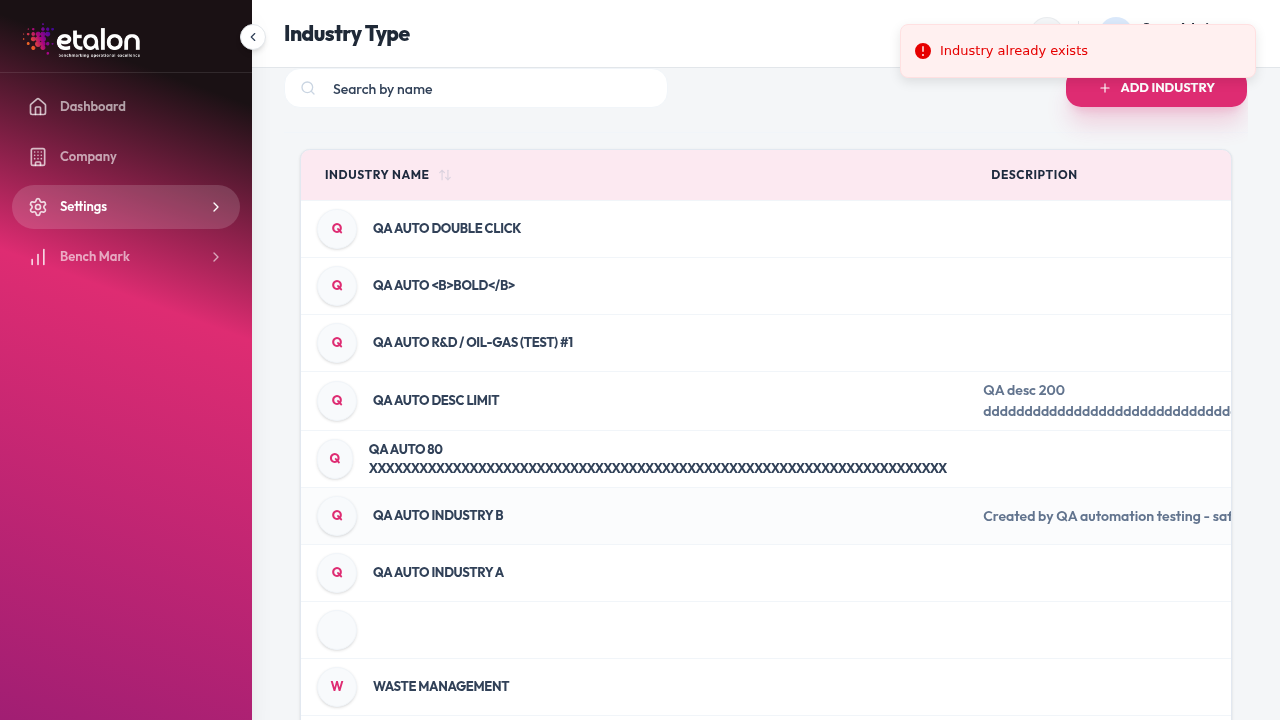 etalon
benchmarking operational excellence
Industry Type
Industry already exists
Dashboard
Company
Settings
Bench Mark
Search by name
ADD INDUSTRY
INDUSTRY NAME
DESCRIPTION
Q QA AUTO DOUBLE CLICK
Q QA AUTO <B>BOLD</B>
Q QA AUTO R&D / OIL-GAS (TEST) #1
Q QA AUTO DESC LIMIT
QA desc 200
Q QA AUTO 80
Q QA AUTO INDUSTRY B
Created by QA automation testing -
Q QA AUTO INDUSTRY A
W WASTE MANAGEMENT